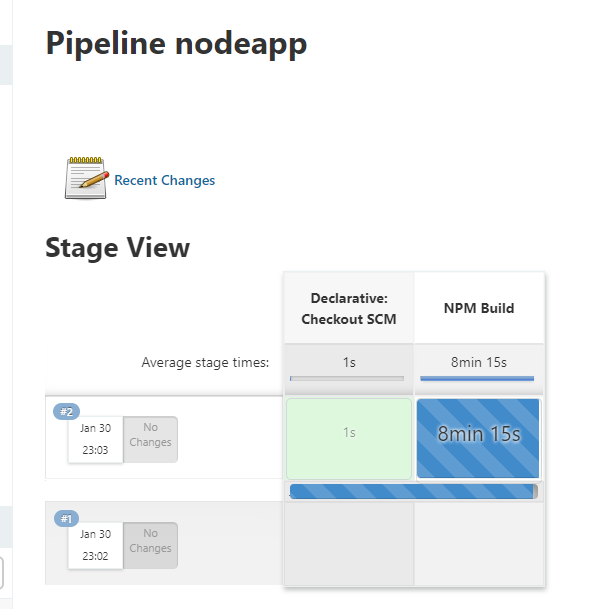 Pipeline nodeapp
Recent Changes
Stage View
Declarative:
Checkout SCM
NPM Build
Average stage times:
1s
8min 15s
#2
Jan 30
23:03
No
Changes
1s
8min 15s
#1
Jan 30
23:02
No
Changes